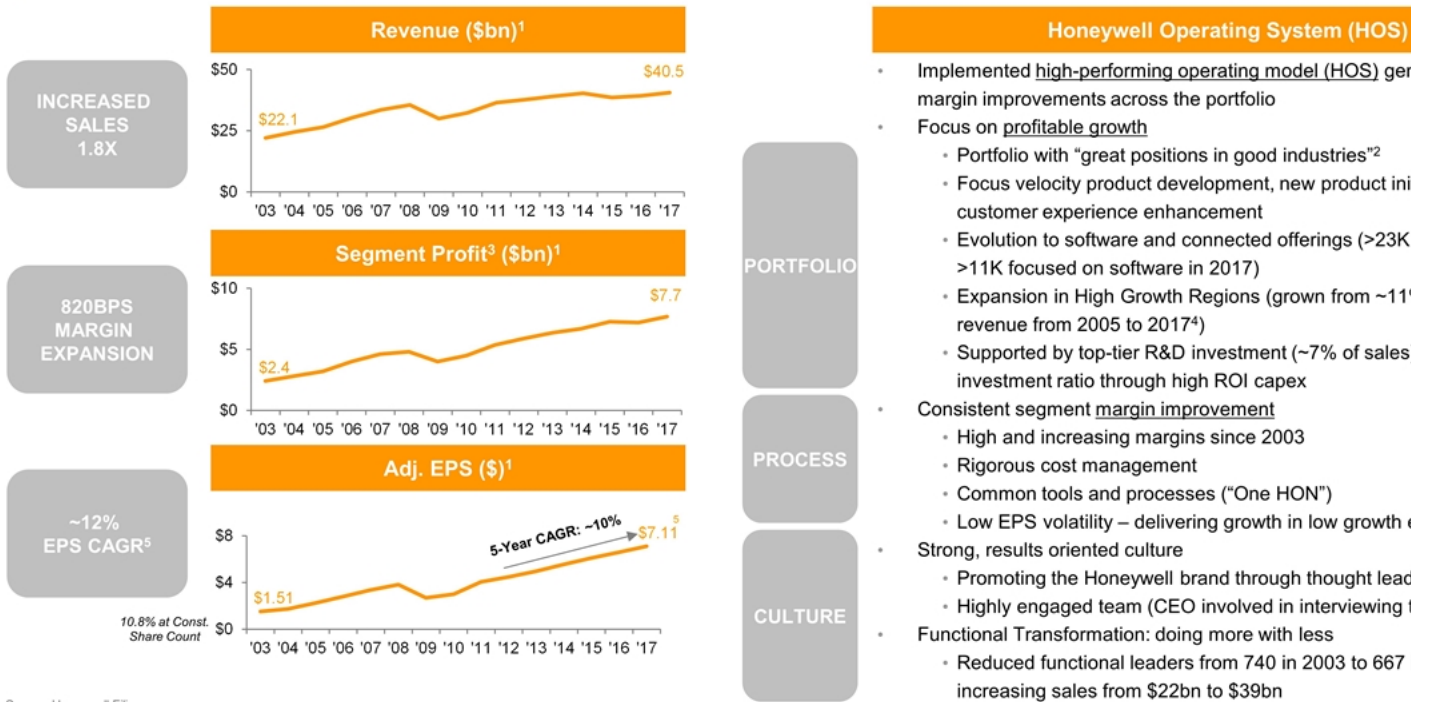 Revenue ($bn)¹
INCREASED
SALES
1.8X
$50
$25
$0
$22.1
$40.5
'03 '04 '05 '06 '07 '08 '09 '10 '11 '12 '13 '14 '15 '16 '17
Segment Profit³ ($bn)¹
820BPS
MARGIN
EXPANSION
$10
$5
$0
$2.4
$7.7
'03 '04 '05 '06 '07 '08 '09 '10 '11 '12 '13 '14 '15 '16 '17
Adj. EPS ($)¹
~12%
EPS CAGR⁵
10.8% at Const.
Share Count
$8
$4
$0
$1.51
5-Year CAGR: ~10%
$7.11⁵
'03 '04 '05 '06 '07 '08 '09 '10 '11 '12 '13 '14 '15 '16 '17
Honeywell Operating System (HOS)
PORTFOLIO
• Implemented high-performing operating model (HOS)
margin improvements across the portfolio
• Focus on profitable growth
• Portfolio with “great positions in good industries”²
• Focus velocity product development, new product
customer experience enhancement
• Evolution to software and connected offerings (>23K
>11K focused on software in 2017)
• Expansion in High Growth Regions (grown from ~11
revenue from 2005 to 2017⁴)
• Supported by top-tier R&D investment (~7% of sales
investment ratio through high ROI capex
PROCESS
• Consistent segment margin improvement
• High and increasing margins since 2003
• Rigorous cost management
• Common tools and processes (“One HON”)
• Low EPS volatility – delivering growth in low growth
CULTURE
• Strong, results oriented culture
• Promoting the Honeywell brand through thought lead
• Highly engaged team (CEO involved in interviewing
• Functional Transformation: doing more with less
• Reduced functional leaders from 740 in 2003 to 667
increasing sales from $22bn to $39bn